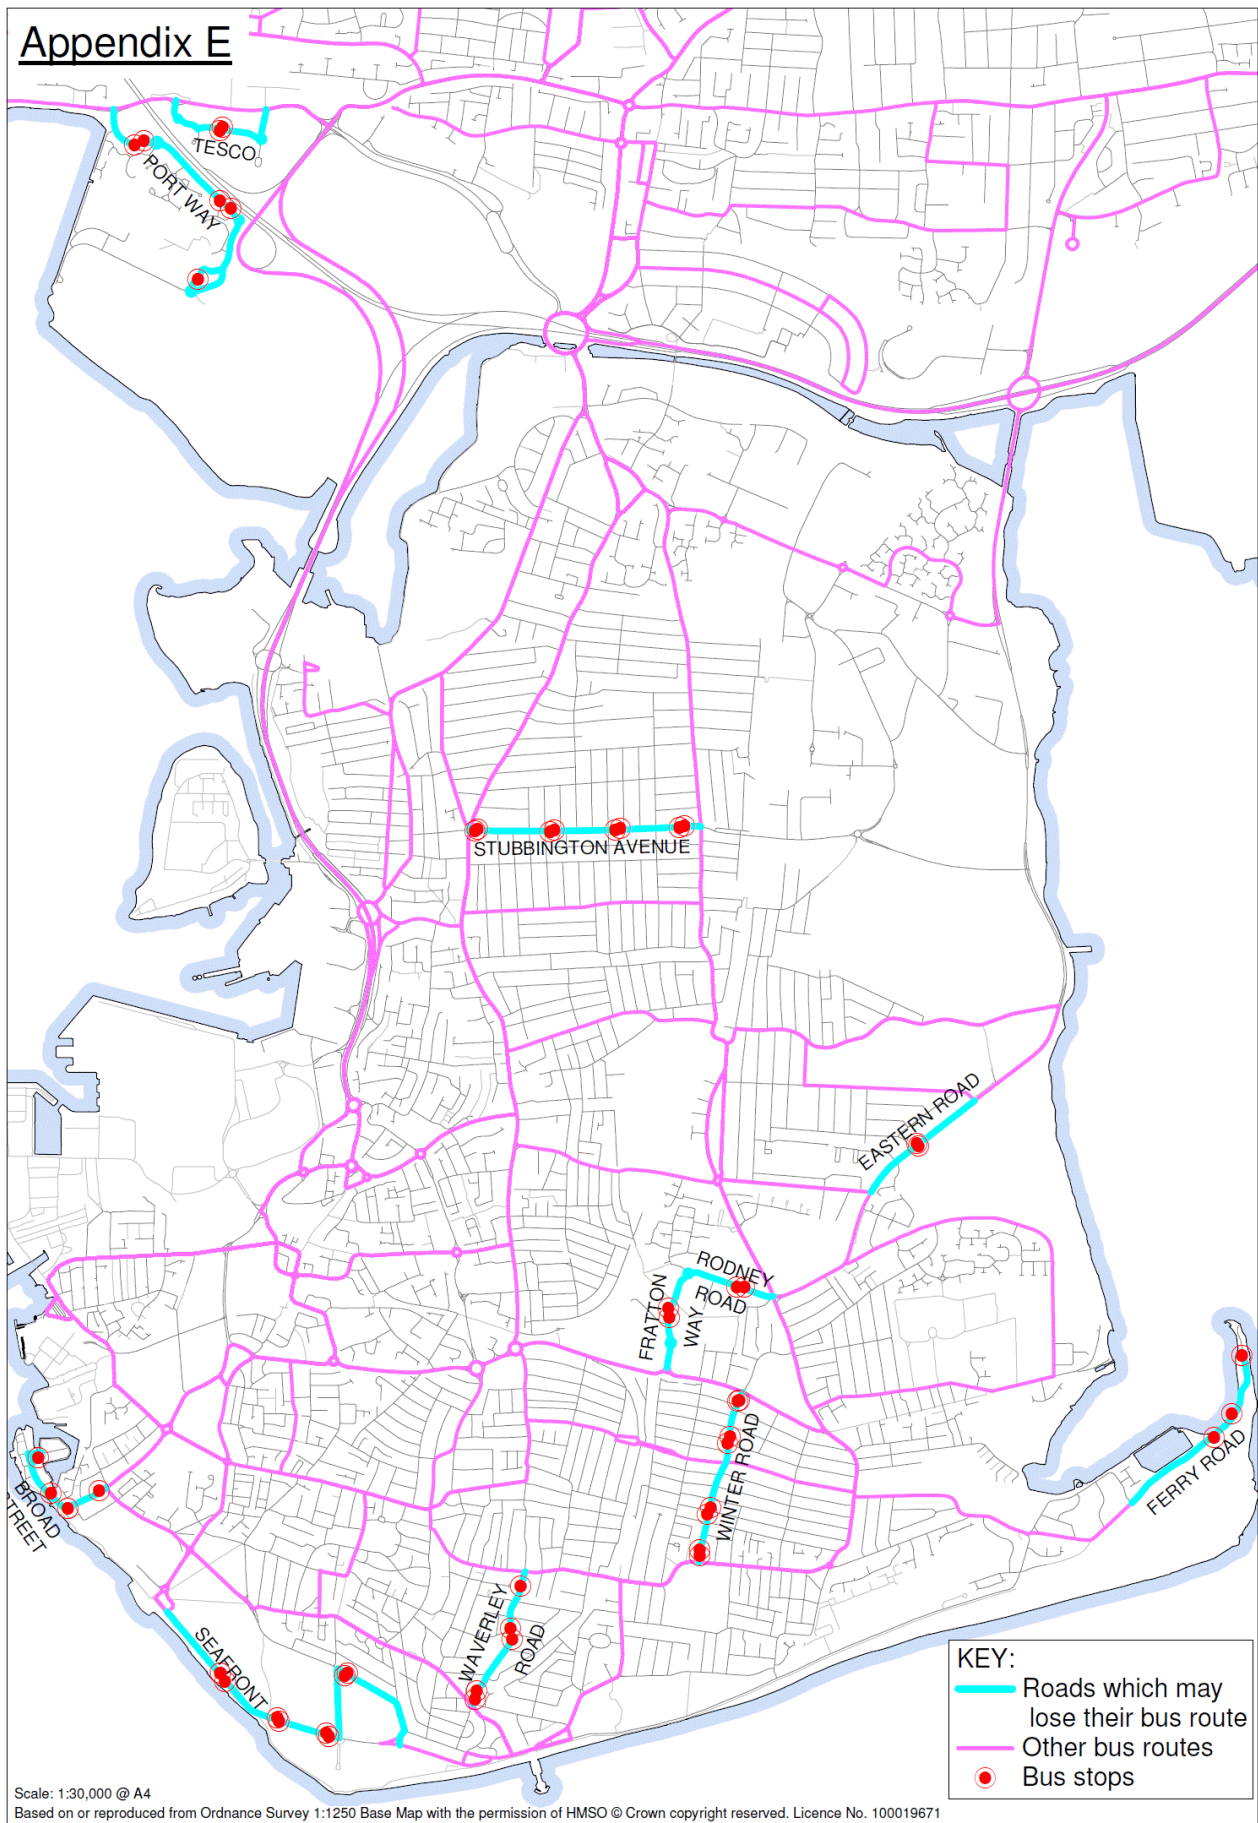 Appendix E
TESCO
PORT WAY
STUBBINGTON AVENUE
EASTERN ROAD
RODNEY
ROAD
FRATTON
WAY
WINTER ROAD
FERRY ROAD
BROAD
STREET
WAVERLEY
ROAD
SEAFRONT
KEY:
Roads which may
lose their bus route
Other bus routes
Bus stops
Scale: 1:30,000 @ A4
Based on or reproduced from Ordnance Survey 1:1250 Base Map with the permission of HMSO © Crown copyright reserved. Licence No. 100019671